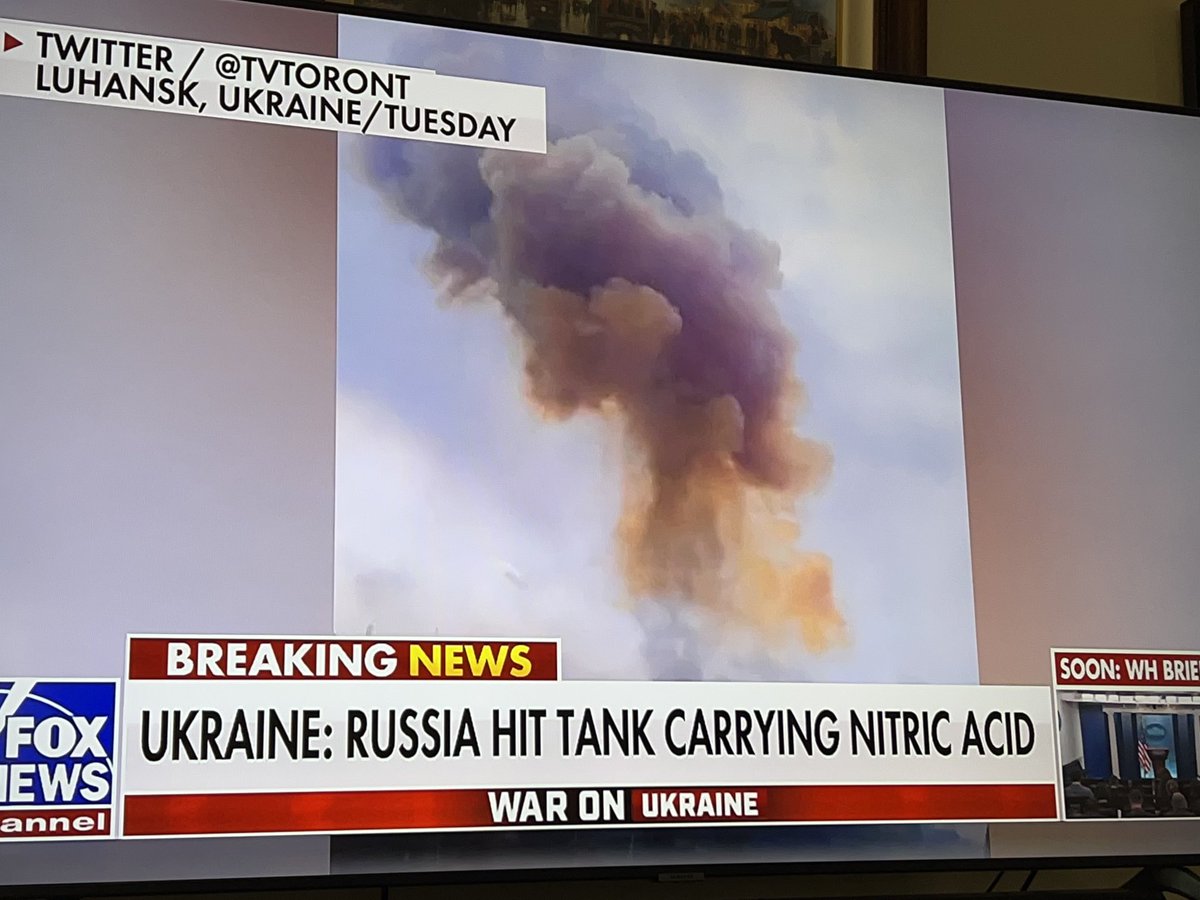 TWITTER / @TVTORONT
LUHANSK, UKRAINE/TUESDAY
BREAKING NEWS
SOON: WH BRIE
UKRAINE: RUSSIA HIT TANK CARRYING NITRIC ACID
FOX
NEWS
annel
WAR ON UKRAINE
SAMSUNG